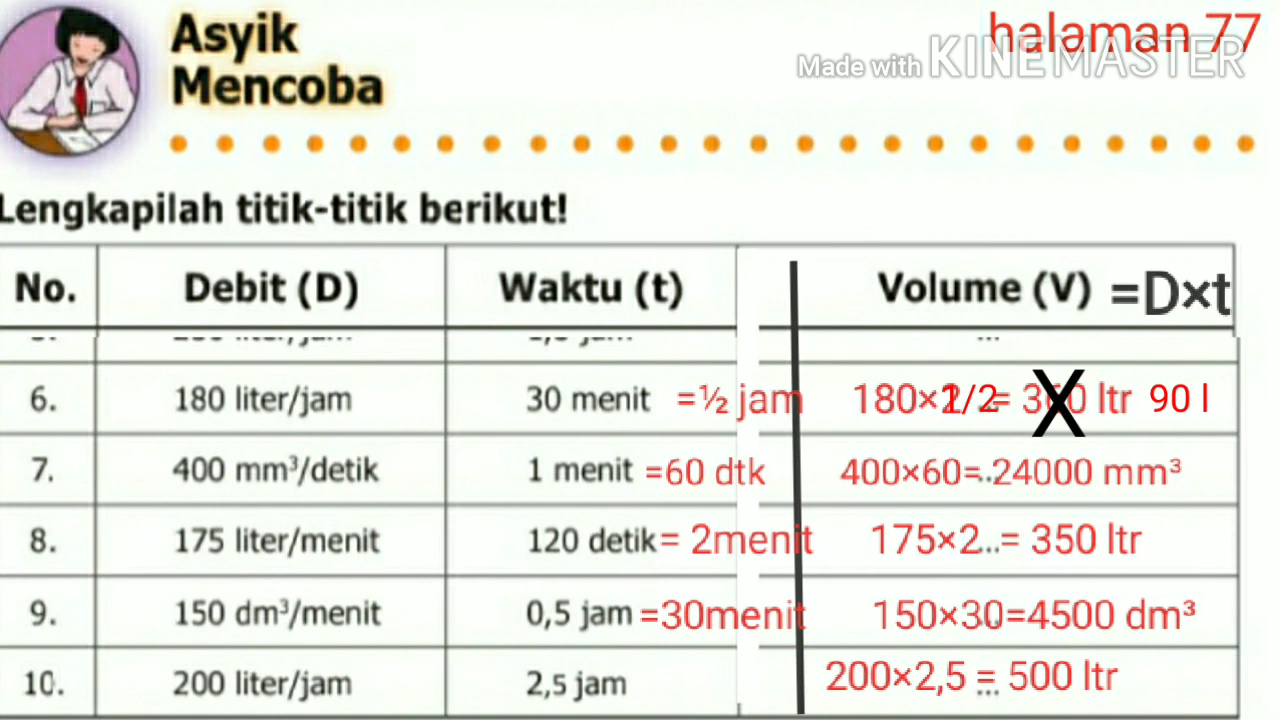 Asyik
Mencoba
halaman 77
Made with KINEMASTER
Lengkapilah titik-titik berikut!
No. Debit (D) Waktu (t) Volume (V) =D×t
...
6. 180 liter/jam 30 menit =½ jam 180× 1/2 ... = ltr X 90 l
7. 400 mm³/detik 1 menit =60 dtk 400×60=...24000 mm³
8. 175 liter/menit 120 detik = 2menit 175×2...= 350 ltr
9. 150 dm³/menit 0,5 jam =30menit 150×30...=4500 dm³
10. 200 liter/jam 2,5 jam 200×2,5 ... = 500 ltr